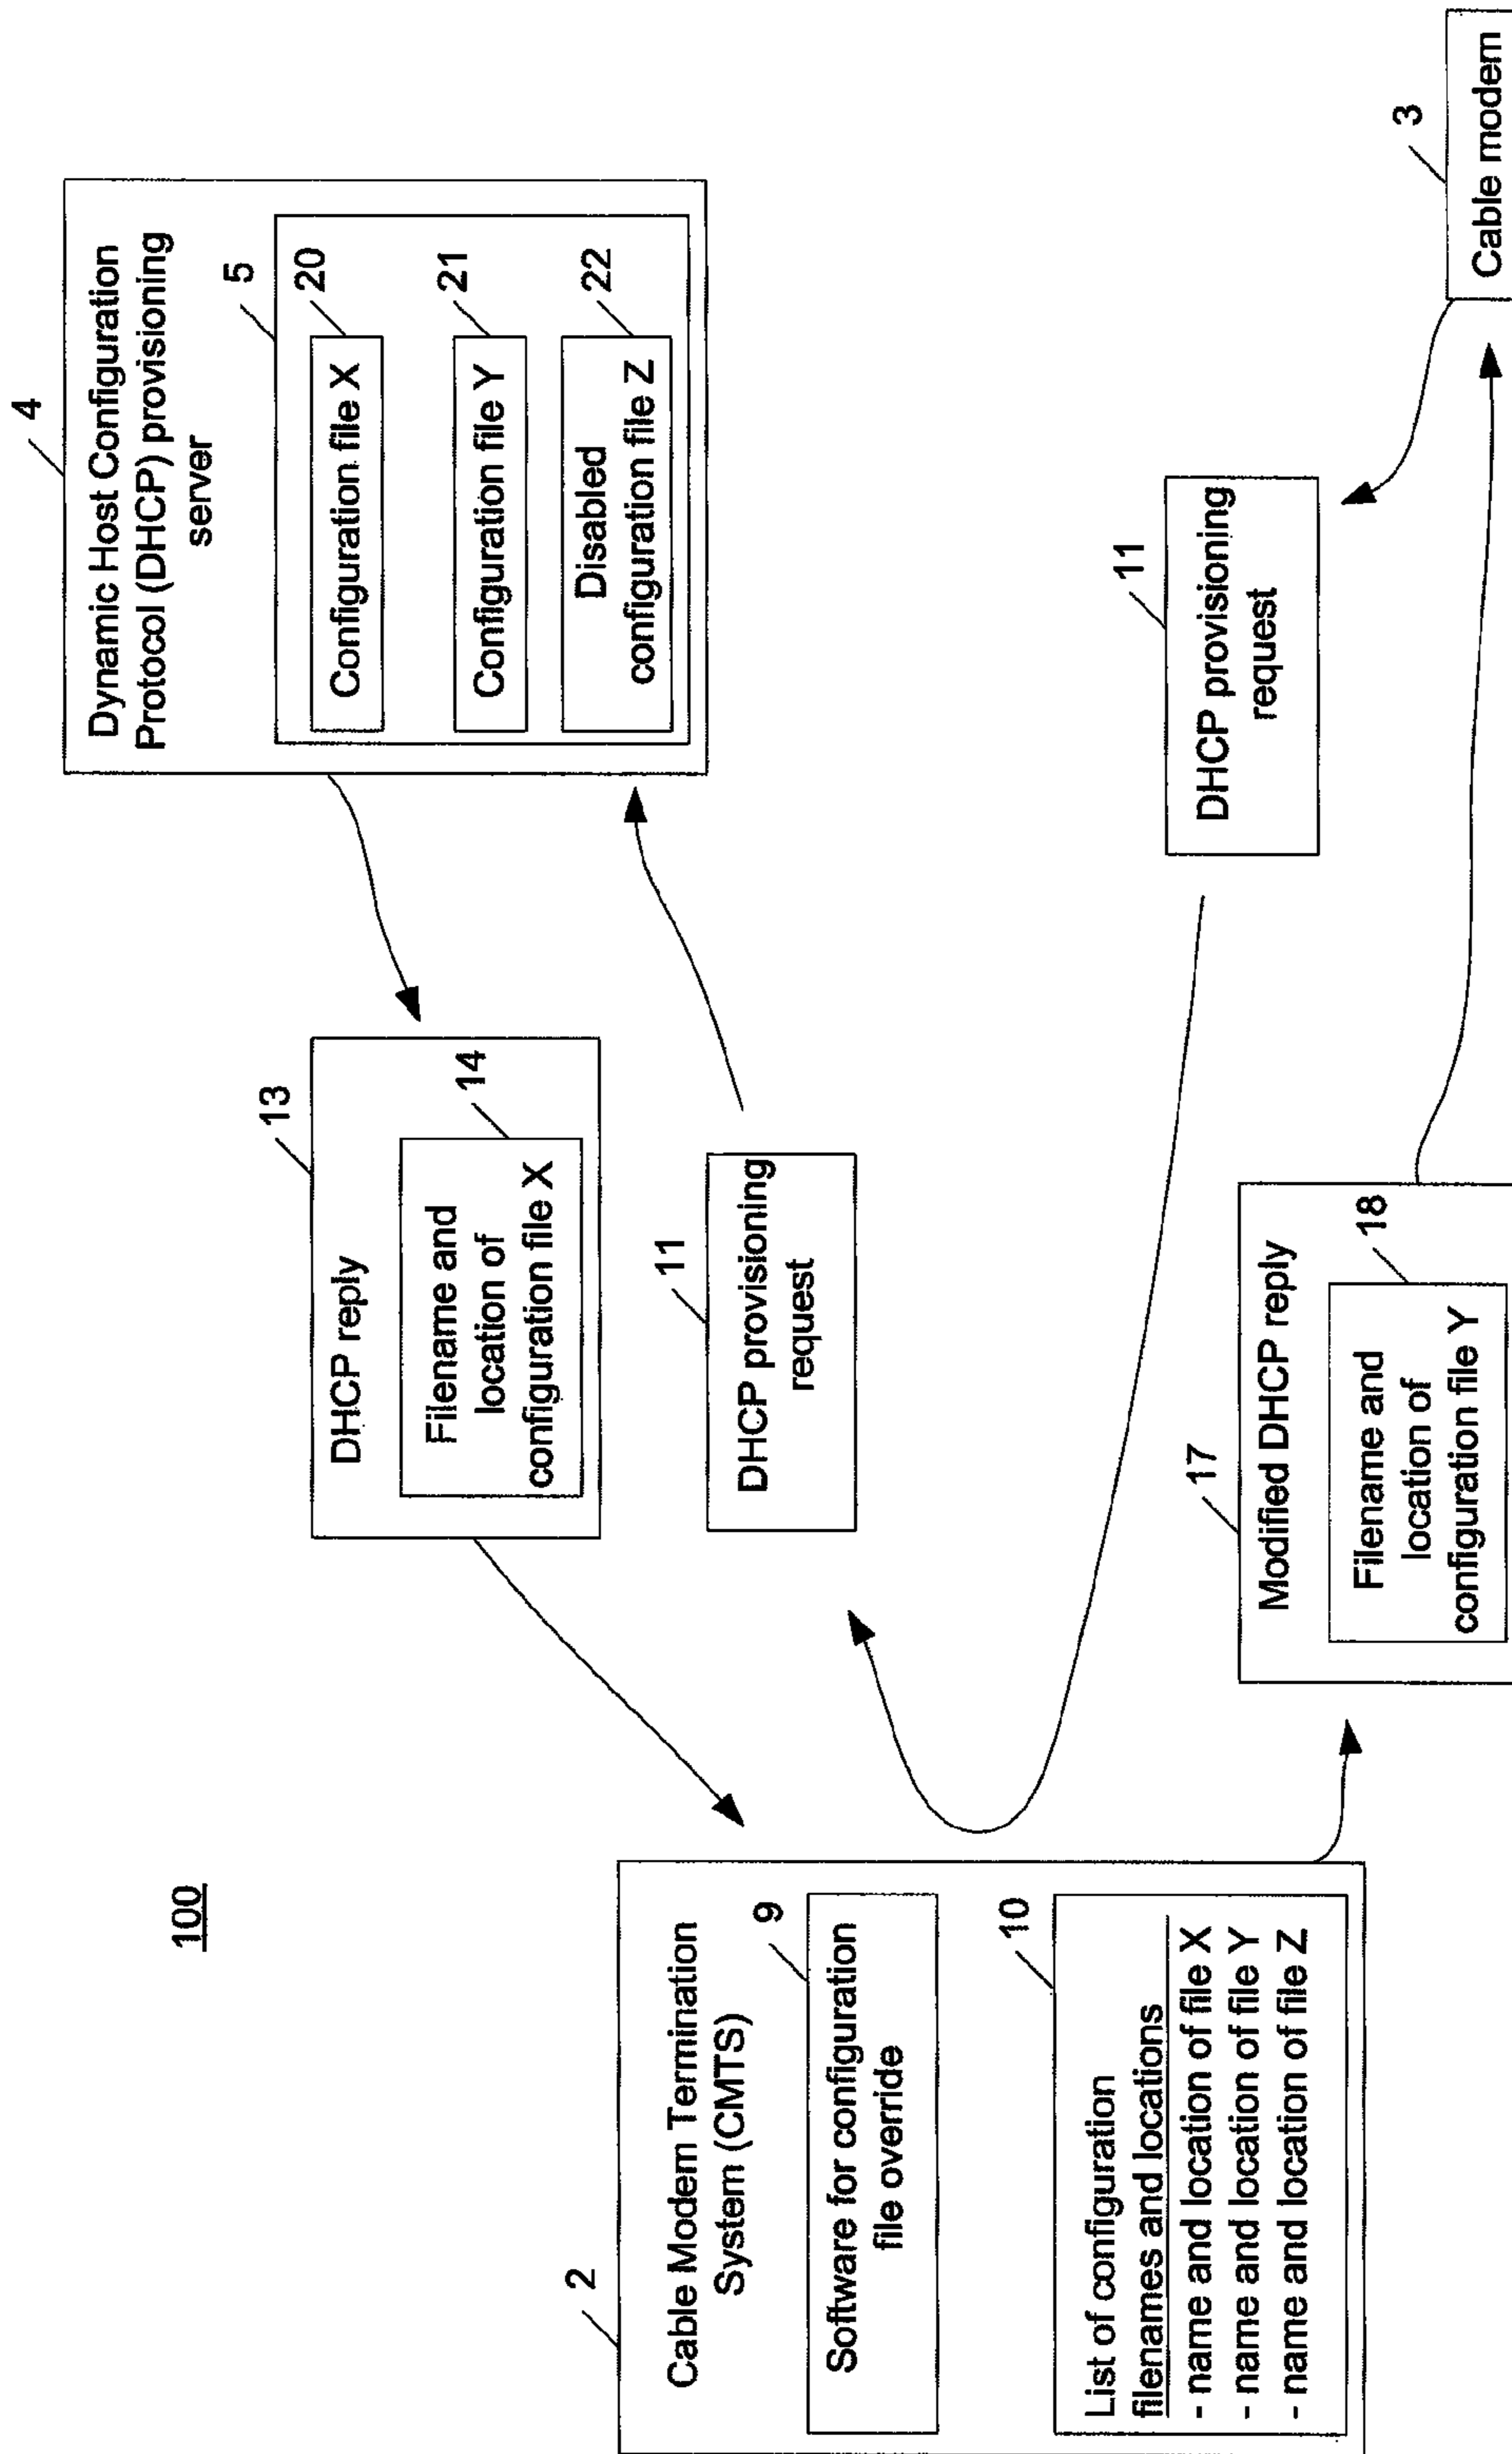 100
2
Cable Modem Termination
System (CMTS)
9
Software for configuration
file override
10
List of configuration
filenames and locations
- name and location of file X
- name and location of file Y
- name and location of file Z
13
DHCP reply
14
Filename and
location of
configuration file X
11
DHCP provisioning
request
17
Modified DHCP reply
18
Filename and
location of
configuration file Y
4
Dynamic Host Configuration
Protocol (DHCP) provisioning
server
5
20
Configuration file X
21
Configuration file Y
22
Disabled
configuration file Z
11
DHCP provisioning
request
3
Cable modem